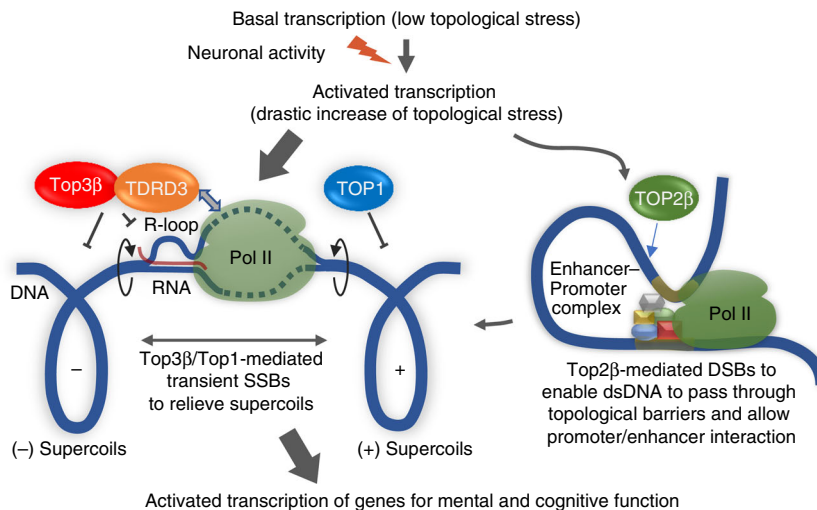 Basal transcription (low topological stress)
Neuronal activity
Activated transcription
(drastic increase of topological stress)
Top3β
TDRD3
TOP1
TOP2β
R-loop
Pol II
DNA
RNA
Enhancer–
Promoter
complex
Pol II
–
+
Top3β/Top1-mediated
transient SSBs
to relieve supercoils
(–) Supercoils
(+) Supercoils
Top2β-mediated DSBs to
enable dsDNA to pass through
topological barriers and allow
promoter/enhancer interaction
Activated transcription of genes for mental and cognitive function